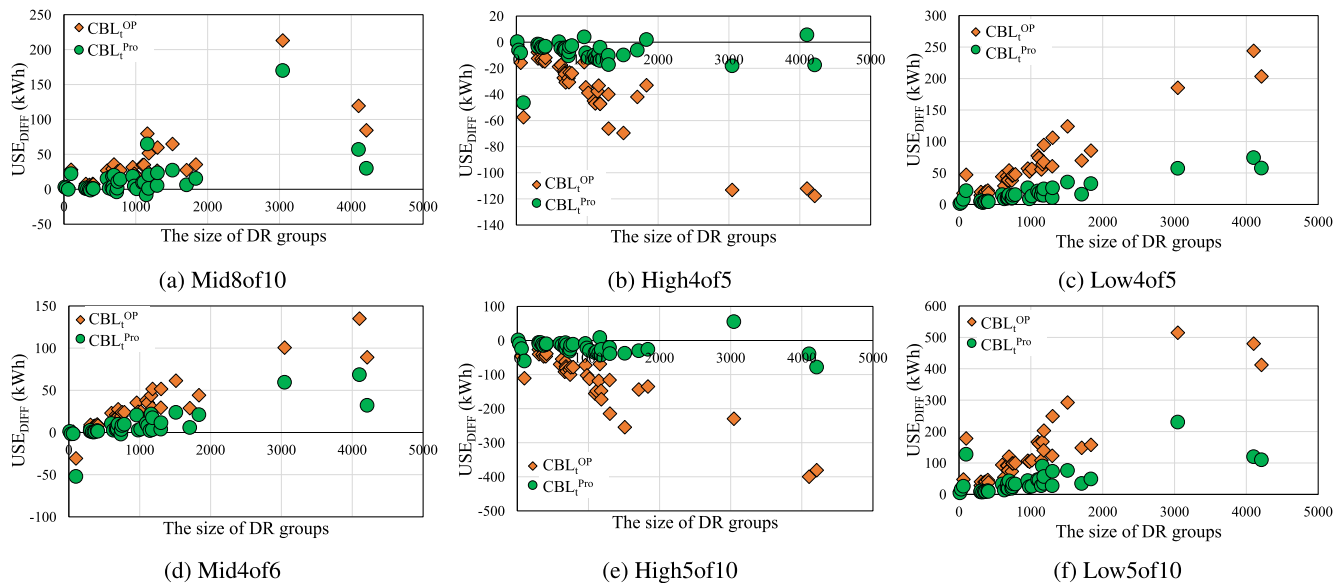 250
200
150
100
50
0
-50
0
1000
2000
3000
4000
5000
USE_DIFF (kWh)
CBL_t^OP
CBL_t^Pro
The size of DR groups
(a) Mid8of10
20
0
-20
-40
-60
-80
-100
-120
-140
0
1000
2000
3000
4000
5000
USE_DIFF (kWh)
CBL_t^OP
CBL_t^Pro
The size of DR groups
(b) High4of5
300
250
200
150
100
50
0
0
1000
2000
3000
4000
5000
USE_DIFF (kWh)
CBL_t^OP
CBL_t^Pro
The size of DR groups
(c) Low4of5
150
100
50
0
-50
-100
0
1000
2000
3000
4000
5000
USE_DIFF (kWh)
CBL_t^OP
CBL_t^Pro
The size of DR groups
(d) Mid4of6
100
0
-100
-200
-300
-400
-500
0
1000
2000
3000
4000
5000
USE_DIFF (kWh)
CBL_t^OP
CBL_t^Pro
The size of DR groups
(e) High5of10
600
500
400
300
200
100
0
0
1000
2000
3000
4000
5000
USE_DIFF (kWh)
CBL_t^OP
CBL_t^Pro
The size of DR groups
(f) Low5of10